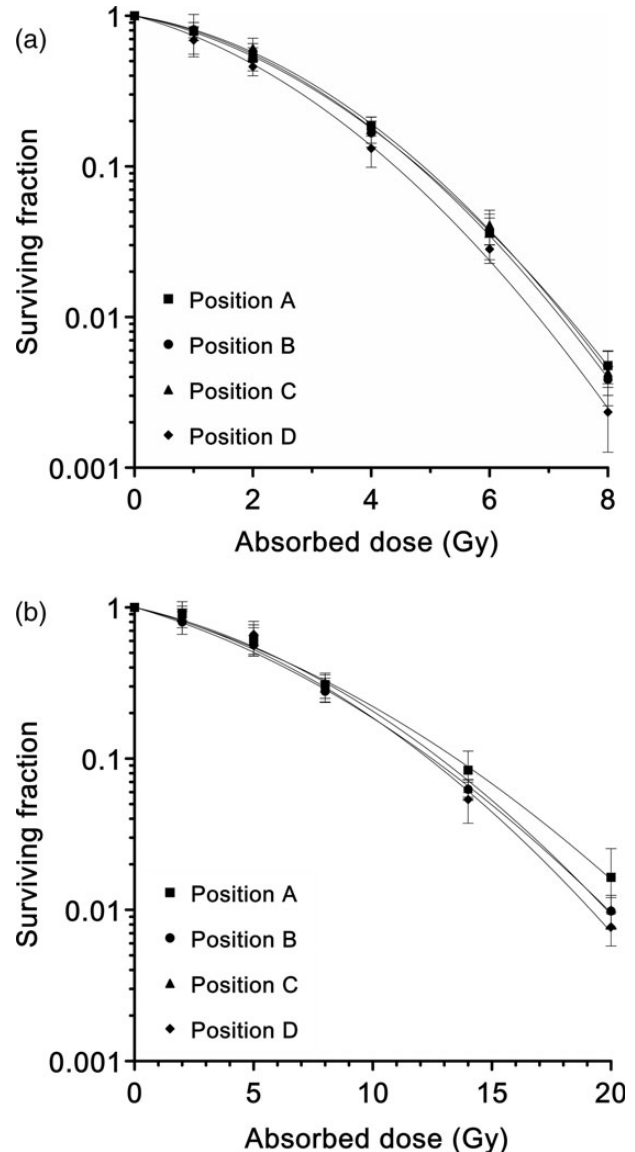 (a)
1
0.1
0.01
0.001
Surviving fraction
Position A
Position B
Position C
Position D
0 2 4 6 8
Absorbed dose (Gy)
(b)
1
0.1
0.01
0.001
Surviving fraction
Position A
Position B
Position C
Position D
0 5 10 15 20
Absorbed dose (Gy)